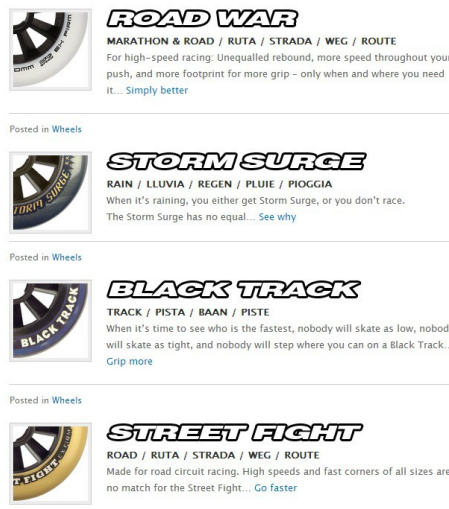 ROAD WAR
MARATHON & ROAD / RUTA / STRADA / WEG / ROUTE
For high-speed racing: Unequalled rebound, more speed throughout your
push, and more footprint for more grip – only when and where you need
it... Simply better
Posted in Wheels
STORM SURGE
STORM SURGE
RAIN / LLUVIA / REGEN / PLUIE / PIOGGIA
When it's raining, you either get Storm Surge, or you don't race.
The Storm Surge has no equal... See why
Posted in Wheels
BLACK TRACK
BLACK TRACK
TRACK / PISTA / BAAN / PISTE
When it's time to see who is the fastest, nobody will skate as low, nobod
will skate as tight, and nobody will step where you can on a Black Track...
Grip more
Posted in Wheels
T FIGHT
STREET FIGHT
ROAD / RUTA / STRADA / WEG / ROUTE
Made for road circuit racing. High speeds and fast corners of all sizes are
no match for the Street Fight... Go faster